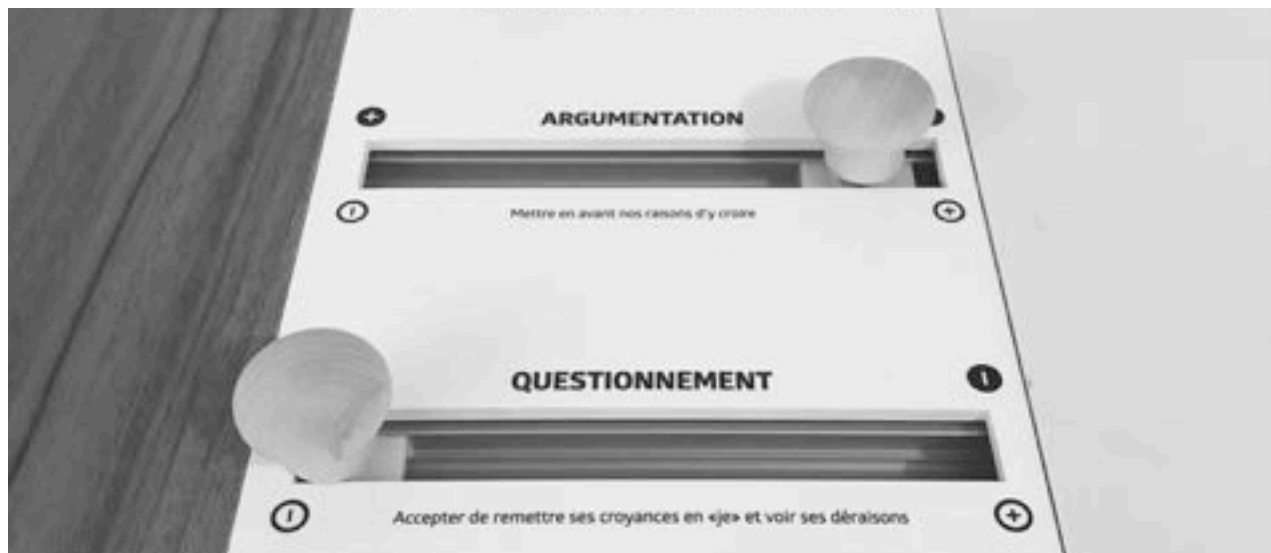 ARGUMENTATION
Mettre en avant nos raisons d'y croire
QUESTIONNEMENT
Accepter de remettre ses croyances en «je» et voir ses déraisons